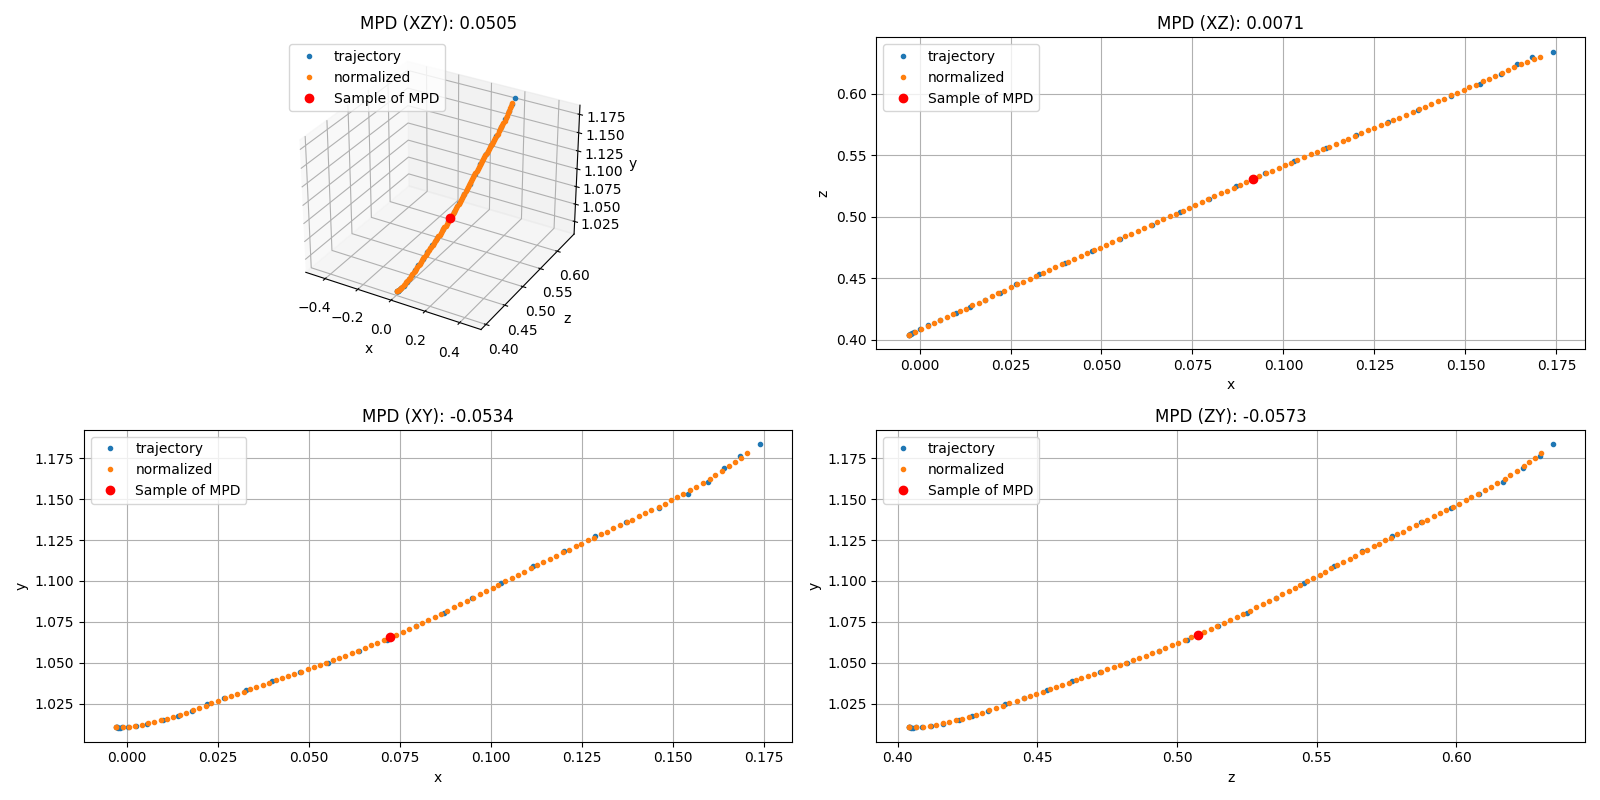 MPD (XZY): 0.0505
trajectory
normalized
Sample of MPD
1.175
1.150
1.125
1.100
1.075
1.050
1.025
y
0.60
0.55
0.50
0.45
0.40
z
−0.4
−0.2
0.0
0.2
0.4
x
MPD (XZ): 0.0071
trajectory
normalized
Sample of MPD
0.60
0.55
0.50
0.45
0.40
z
0.000 0.025 0.050 0.075 0.100 0.125 0.150 0.175
x
MPD (XY): -0.0534
trajectory
normalized
Sample of MPD
1.175
1.150
1.125
1.100
1.075
1.050
1.025
y
0.000 0.025 0.050 0.075 0.100 0.125 0.150 0.175
x
MPD (ZY): -0.0573
trajectory
normalized
Sample of MPD
1.175
1.150
1.125
1.100
1.075
1.050
1.025
y
0.40 0.45 0.50 0.55 0.60
z